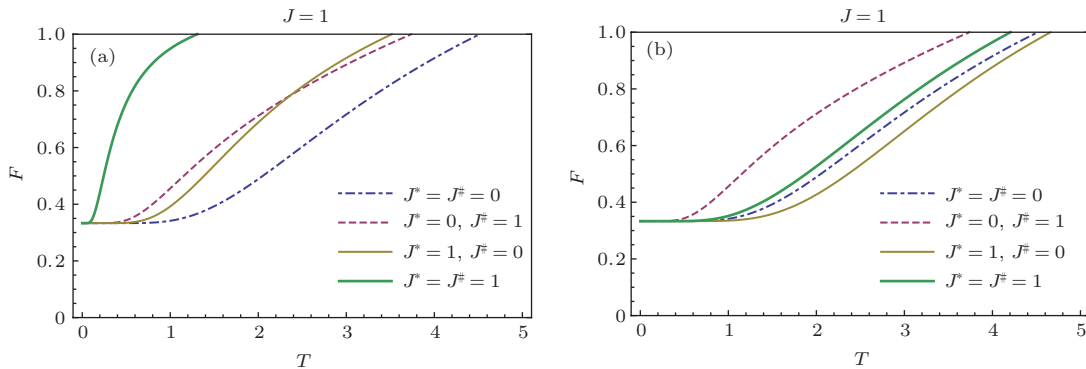 J = 1
(a)
1.0
0.8
0.6
0.4
0.2
0
F
J* = J# = 0
J* = 0, J# = 1
J* = 1, J# = 0
J* = J# = 1
0 1 2 3 4 5
T
J = 1
(b)
1.0
0.8
0.6
0.4
0.2
0
F
J* = J# = 0
J* = 0, J# = 1
J* = 1, J# = 0
J* = J# = 1
0 1 2 3 4 5
T